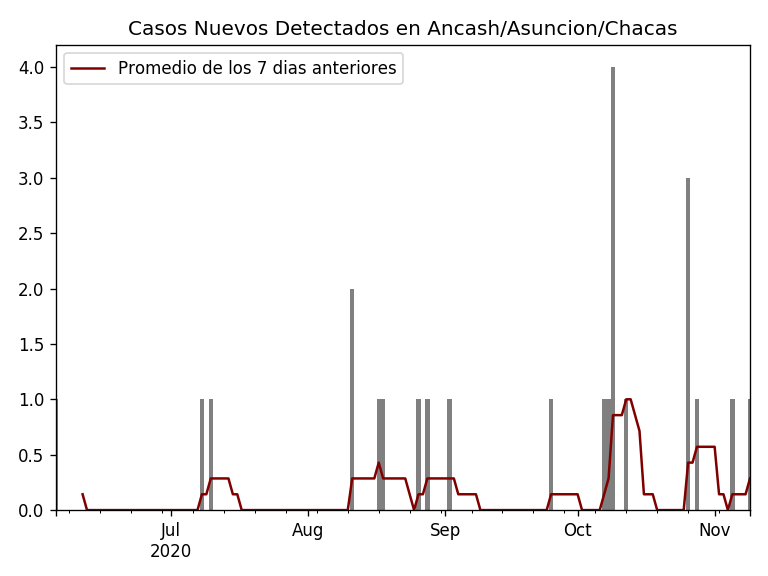 Casos Nuevos Detectados en Ancash/Asuncion/Chacas
Promedio de los 7 dias anteriores
4.0
3.5
3.0
2.5
2.0
1.5
1.0
0.5
0.0
Jul
2020
Aug
Sep
Oct
Nov